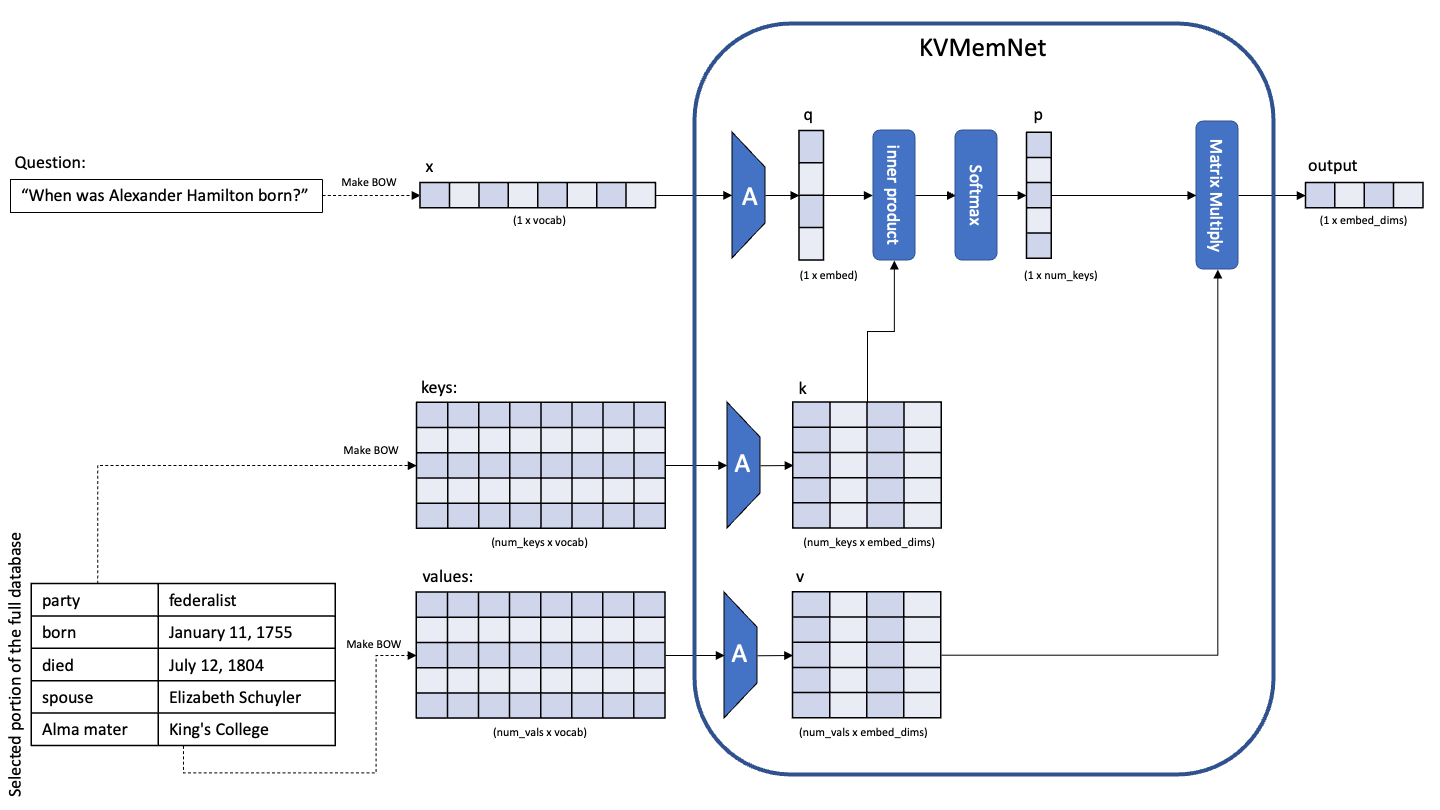 KVMemNet
Question:
“When was Alexander Hamilton born?”
Make BOW
x
(1 x vocab)
A
q
(1 x embed)
inner product
Softmax
p
(1 x num_keys)
Matrix Multiply
output
(1 x embed_dims)
keys:
Make BOW
(num_keys x vocab)
A
k
(num_keys x embed_dims)
values:
Make BOW
(num_vals x vocab)
A
v
(num_vals x embed_dims)
Selected portion of the full database
party federalist
born January 11, 1755
died July 12, 1804
spouse Elizabeth Schuyler
Alma mater King's College